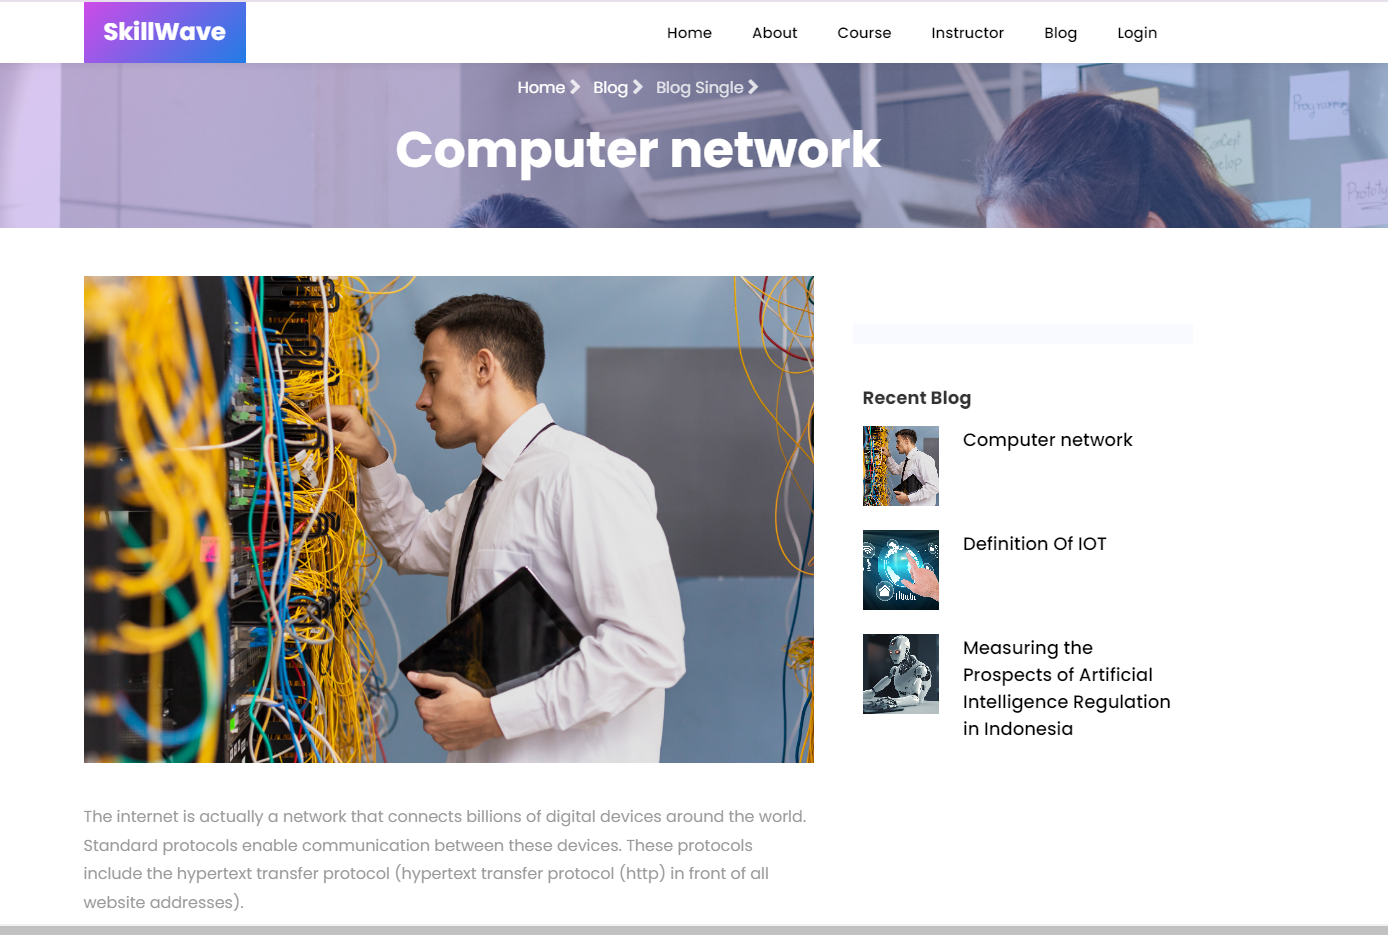 SkillWave
Home About Course Instructor Blog Login
Home Blog Blog Single
Computer network
Programming
Concept
The internet is actually a network that connects billions of digital devices around the world.
Standard protocols enable communication between these devices. These protocols
include the hypertext transfer protocol (hypertext transfer protocol (http) in front of all
website addresses).
Recent Blog
Computer network
Definition Of IOT
Measuring the
Prospects of Artificial
Intelligence Regulation
in Indonesia